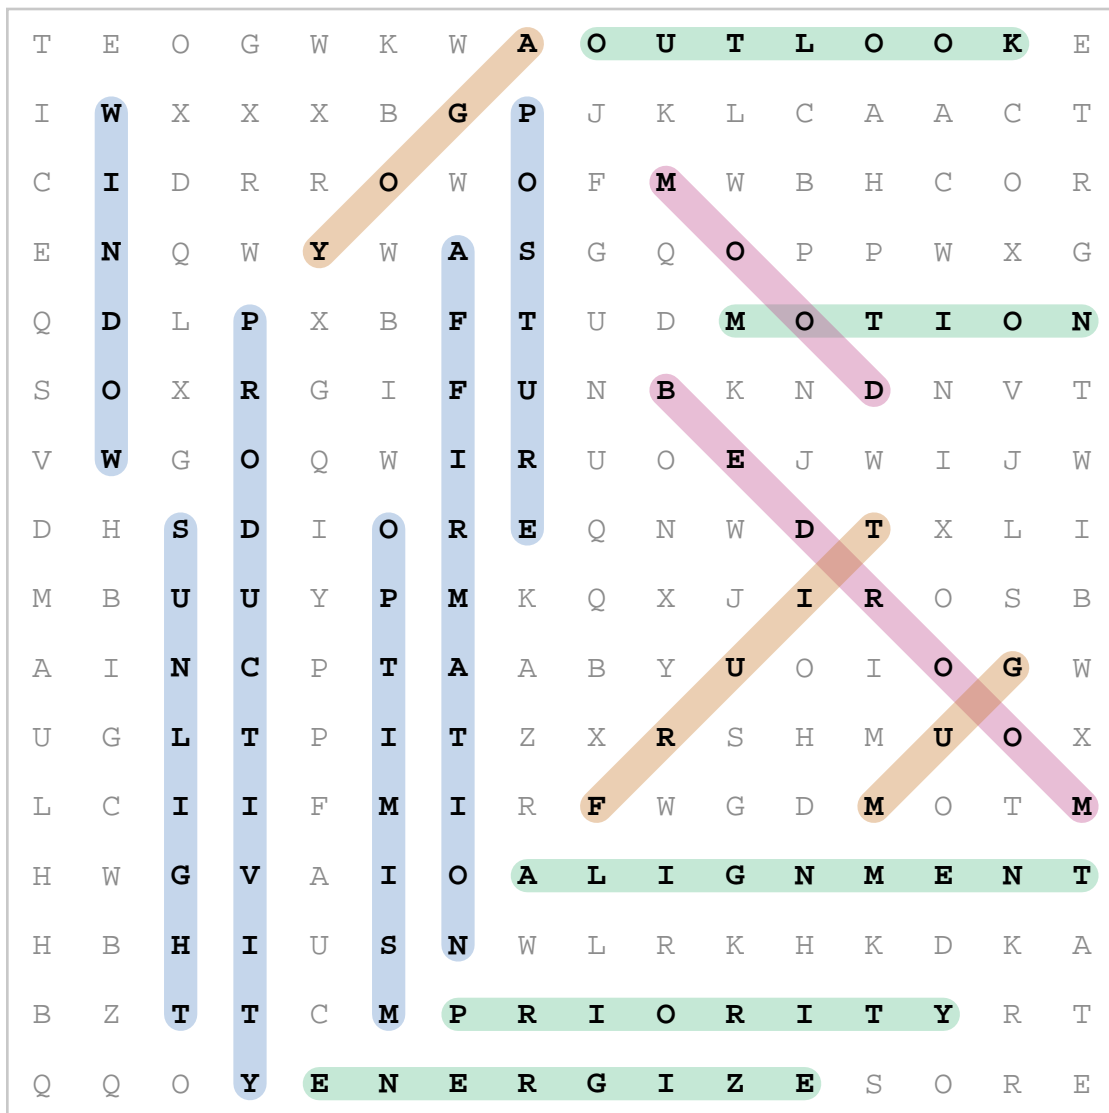 T E O G W K W A O U T L O O K E
I W X X X B G P J K L C A A C T
C I D R R O W O F M W B H C O R
E N Q W Y W A S G Q O P P W X G
Q D L P X B F T U D M O T I O N
S O X R G I F U N B K N D N V T
V W G O Q W I R U O E J W I J W
D H S D I O R E Q N W D T X L I
M B U U Y P M K Q X J I R O S B
A I N C P T A A B Y U O I O G W
U G L T P I T Z X R S H M U O X
L C I I F M I R F W G D M O T M
H W G V A I O A L I G N M E N T
H B H I U S N W L R K H K D K A
B Z T T C M P R I O R I T Y R T
Q Q O Y E N E R G I Z E S O R E